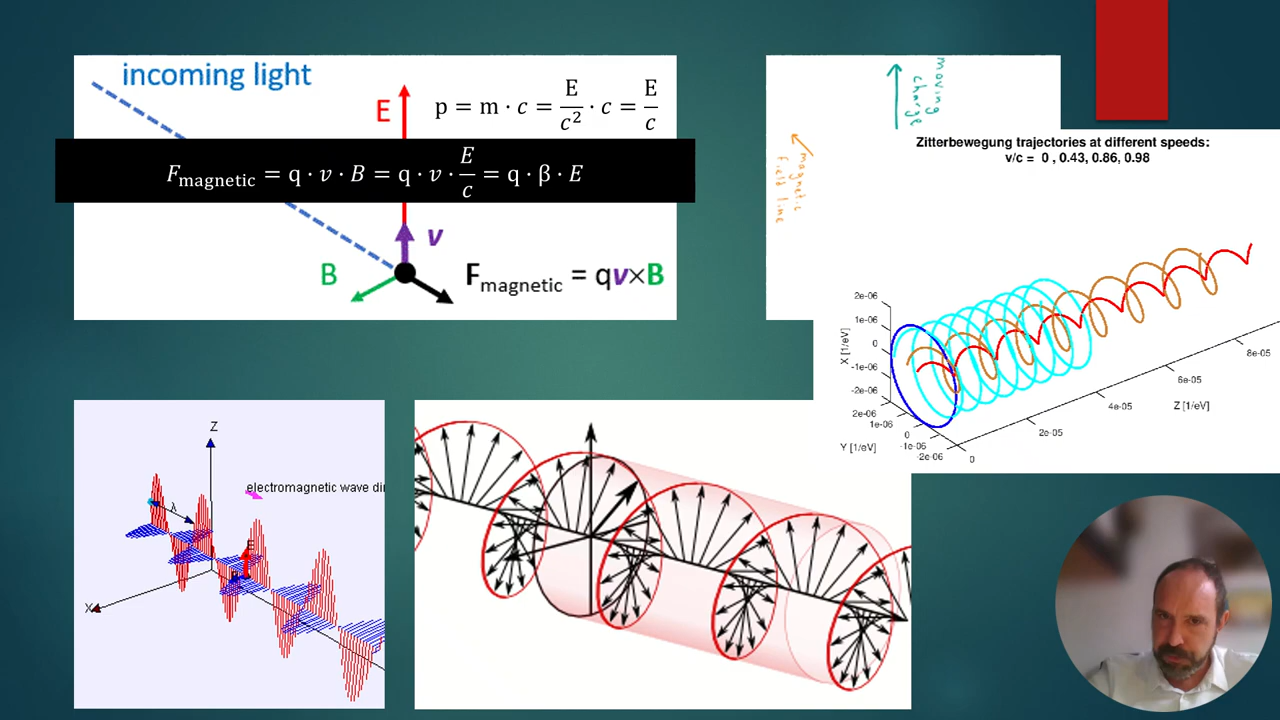 incoming light
E
p = m · c = E/c² · c = E/c
F_magnetic = q · v · B = q · v · E/c = q · β · E
v
B
F_magnetic = qv×B
moving
charge
magnetic
field line
Zitterbewegung trajectories at different speeds:
v/c = 0 , 0.43, 0.86, 0.98
2e-06
1e-06
0
-1e-06
-2e-06
X [1/eV]
2e-06
1e-06
0
-1e-06
-2e-06
Y [1/eV]
0
2e-05
4e-05
6e-05
8e-05
Z [1/eV]
Z
electromagnetic wave dir
λ
E
X